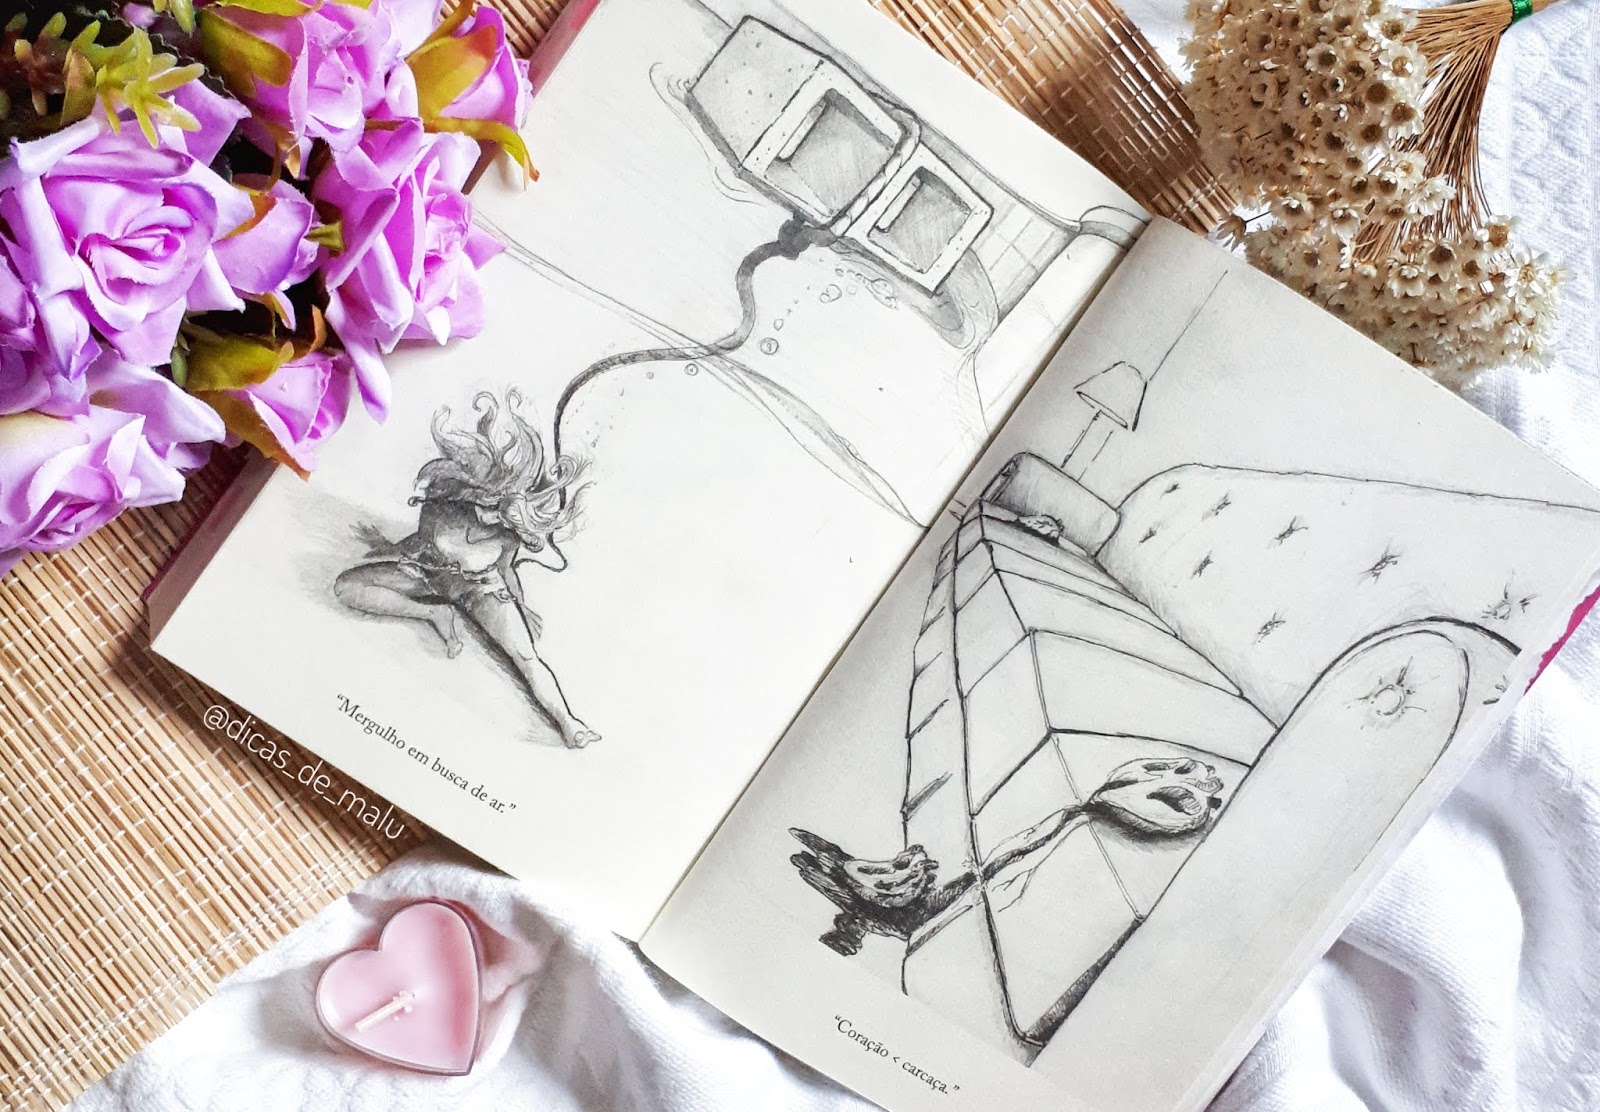 “Mergulho em busca de ar.”
@dicas_de_malu
“Coração < carcaça.”